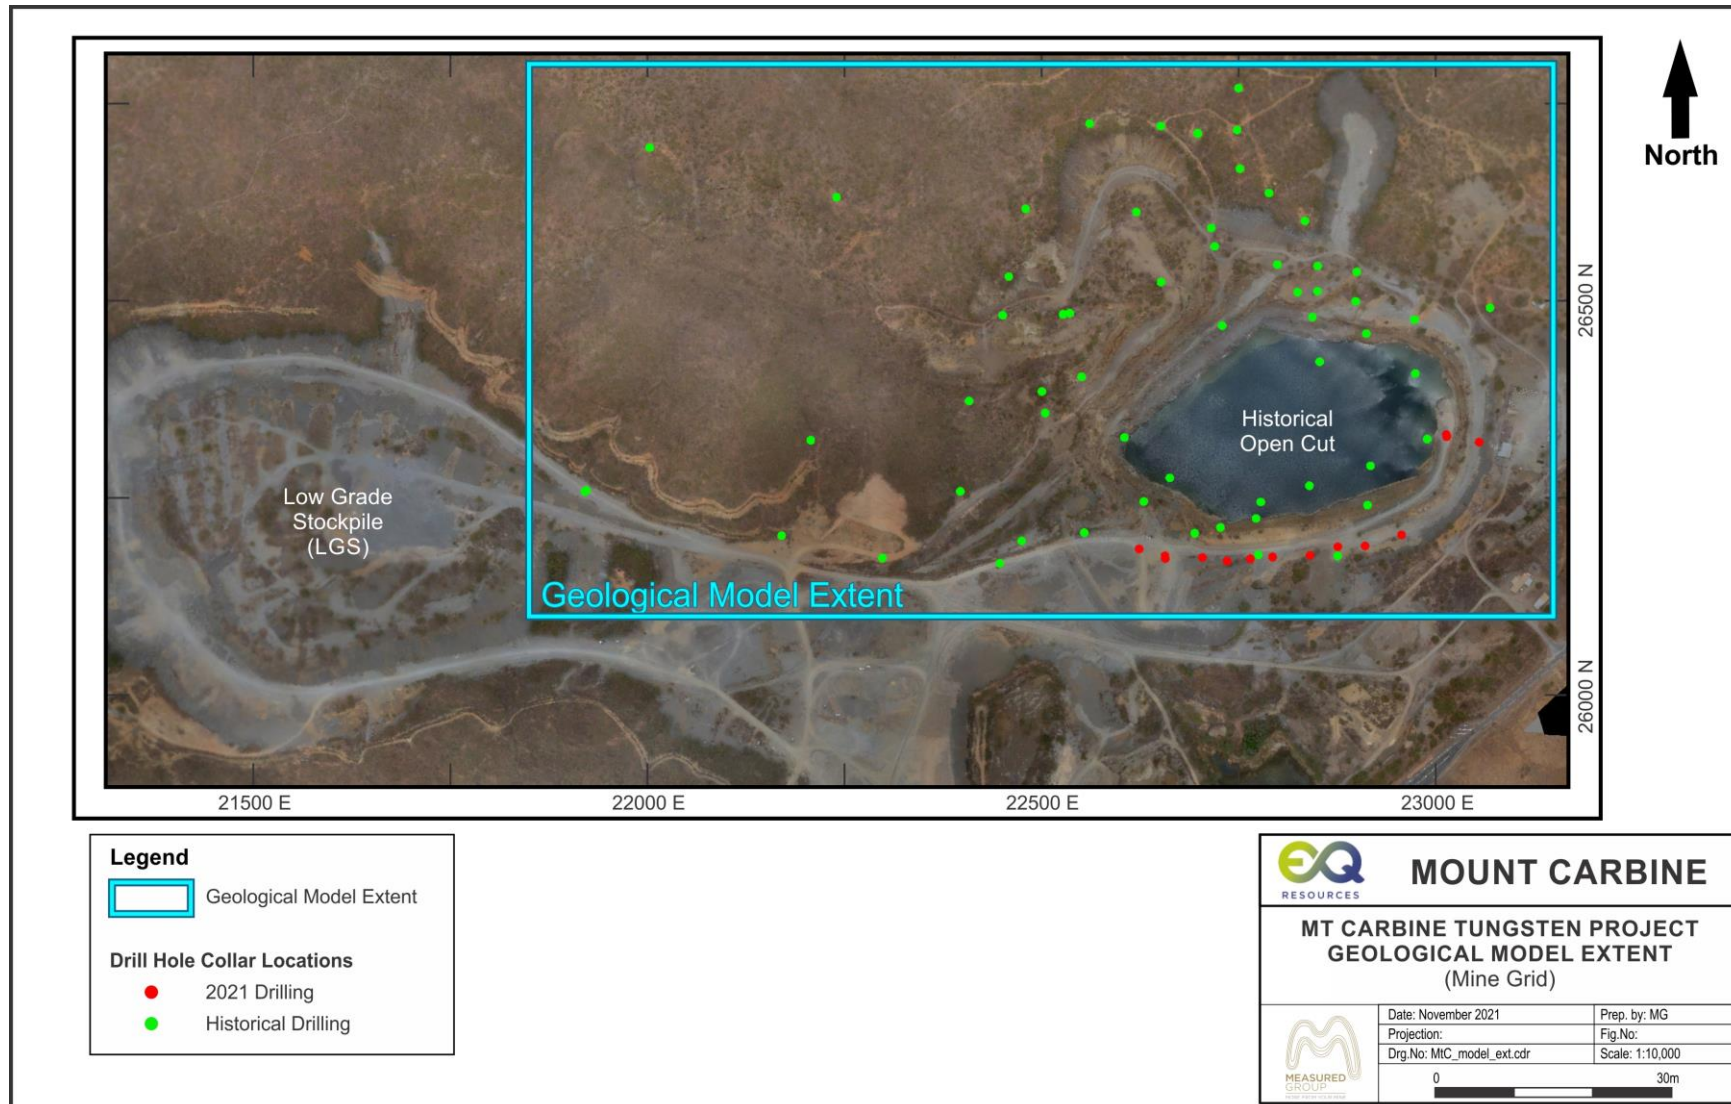 North
26500 N
Historical
Open Cut
Low Grade
Stockpile
(LGS)
Geological Model Extent
26000 N
21500 E
22000 E
22500 E
23000 E
Legend
Geological Model Extent
Drill Hole Collar Locations
2021 Drilling
Historical Drilling
EQ
RESOURCES
MOUNT CARBINE
MT CARBINE TUNGSTEN PROJECT
GEOLOGICAL MODEL EXTENT
(Mine Grid)
Date: November 2021
Prep. by: MG
Projection:
Fig.No:
Drg.No: MtC_model_ext.cdr
Scale: 1:10,000
0
30m
MEASURED
GROUP